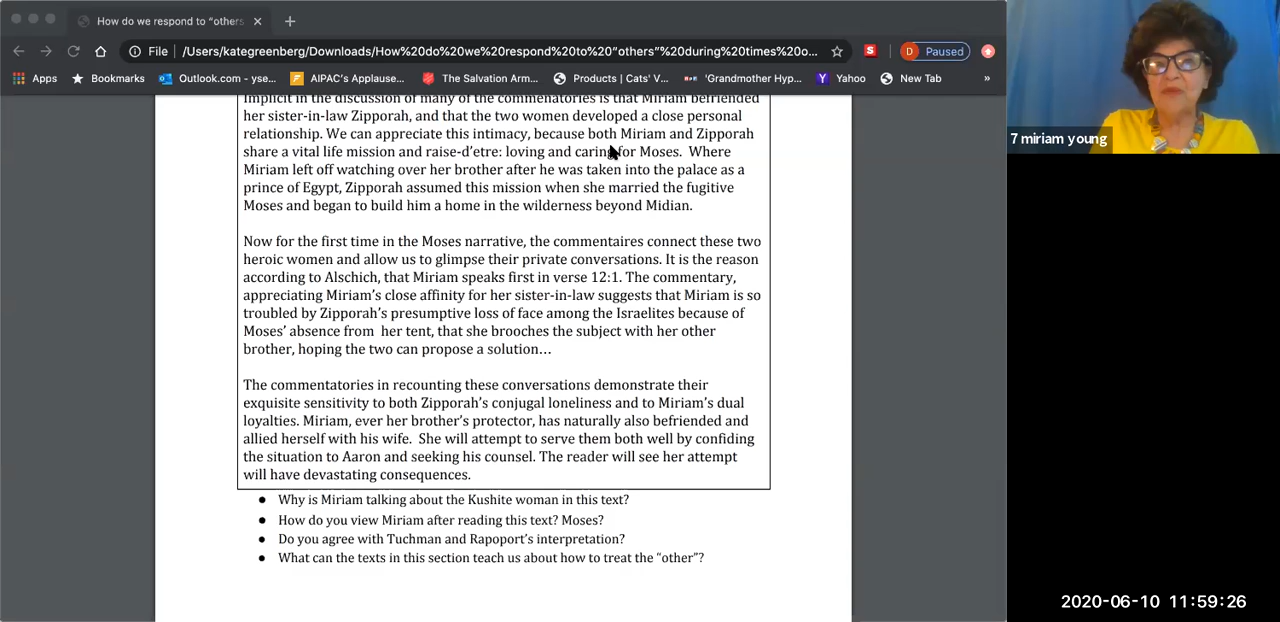 How do we respond to “others
File
/Users/kategreenberg/Downloads/How%20do%20we%20respond%20to%20“others”%20during%20times%20o...
S
D Paused
Apps Bookmarks Outlook.com - yse... AIPAC's Applause... The Salvation Arm... Products | Cats' V... 'Grandmother Hyp... Yahoo New Tab »
Implicit in the discussion of many of the commenatories is that Miriam befriended
her sister-in-law Zipporah, and that the two women developed a close personal
relationship. We can appreciate this intimacy, because both Miriam and Zipporah
share a vital life mission and raise-d’etre: loving and caring for Moses. Where
Miriam left off watching over her brother after he was taken into the palace as a
prince of Egypt, Zipporah assumed this mission when she married the fugitive
Moses and began to build him a home in the wilderness beyond Midian.
Now for the first time in the Moses narrative, the commentaires connect these two
heroic women and allow us to glimpse their private conversations. It is the reason
according to Alschich, that Miriam speaks first in verse 12:1. The commentary,
appreciating Miriam’s close affinity for her sister-in-law suggests that Miriam is so
troubled by Zipporah’s presumptive loss of face among the Israelites because of
Moses’ absence from her tent, that she brooches the subject with her other
brother, hoping the two can propose a solution…
The commentatories in recounting these conversations demonstrate their
exquisite sensitivity to both Zipporah’s conjugal loneliness and to Miriam’s dual
loyalties. Miriam, ever her brother’s protector, has naturally also befriended and
allied herself with his wife. She will attempt to serve them both well by confiding
the situation to Aaron and seeking his counsel. The reader will see her attempt
will have devastating consequences.
● Why is Miriam talking about the Kushite woman in this text?
● How do you view Miriam after reading this text? Moses?
● Do you agree with Tuchman and Rapoport’s interpretation?
● What can the texts in this section teach us about how to treat the “other”?
7 miriam young
2020-06-10 11:59:26